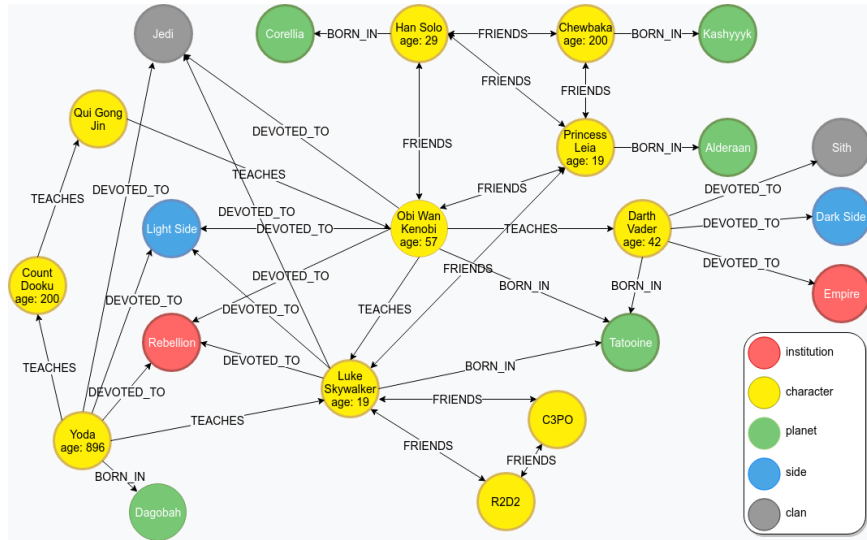 Jedi
Corellia
BORN_IN
Han Solo
age: 29
FRIENDS
Chewbaka
age: 200
BORN_IN
Kashyyyk
FRIENDS
FRIENDS
Qui Gong
Jin
DEVOTED_TO
FRIENDS
Princess
Leia
age: 19
BORN_IN
Alderaan
Sith
DEVOTED_TO
TEACHES
FRIENDS
DEVOTED_TO
TEACHES
DEVOTED_TO
Light Side
DEVOTED_TO
Obi Wan
Kenobi
age: 57
TEACHES
Darth
Vader
age: 42
DEVOTED_TO
Dark Side
FRIENDS
DEVOTED_TO
Count
Dooku
age: 200
DEVOTED_TO
DEVOTED_TO
BORN_IN
BORN_IN
Empire
DEVOTED_TO
TEACHES
Rebellion
DEVOTED_TO
Tatooine
TEACHES
DEVOTED_TO
Luke
Skywalker
age: 19
BORN_IN
institution
character
planet
side
clan
FRIENDS
C3PO
TEACHES
Yoda
age: 896
FRIENDS
FRIENDS
BORN_IN
R2D2
Dagobah